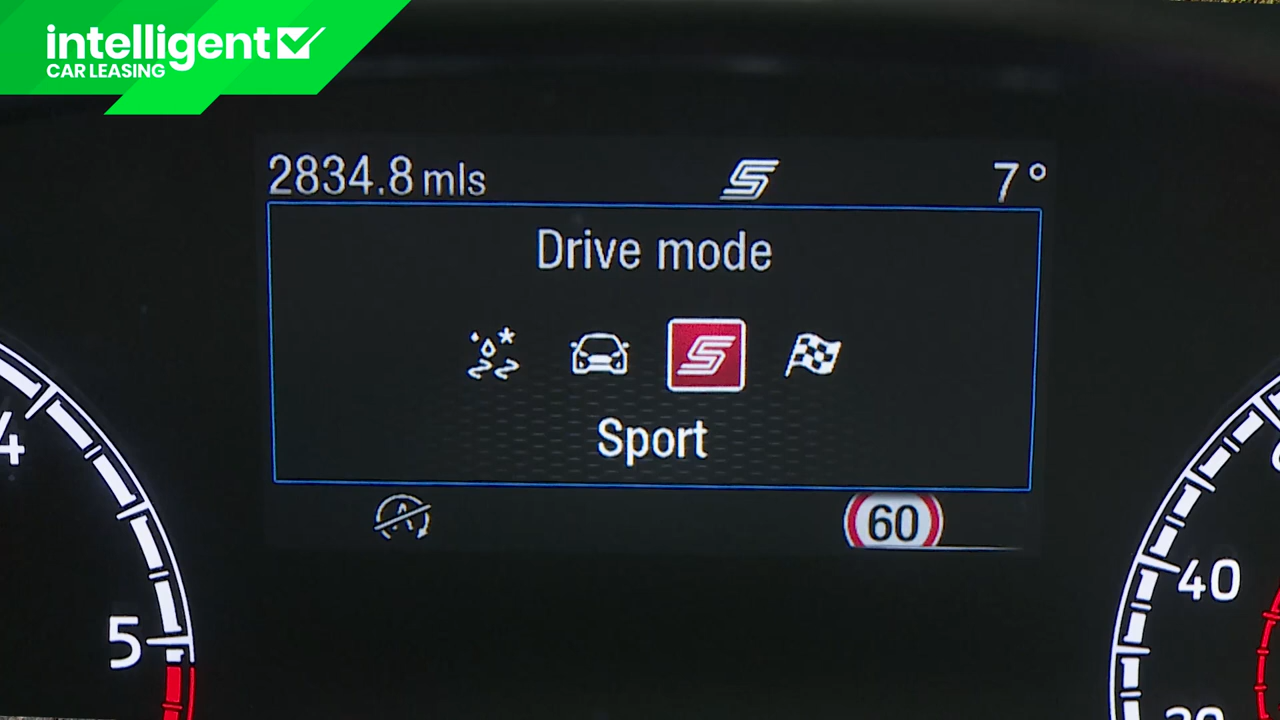 intelligent
CAR LEASING
2834.8 mls
7°
Drive mode
Sport
60
4
5
40